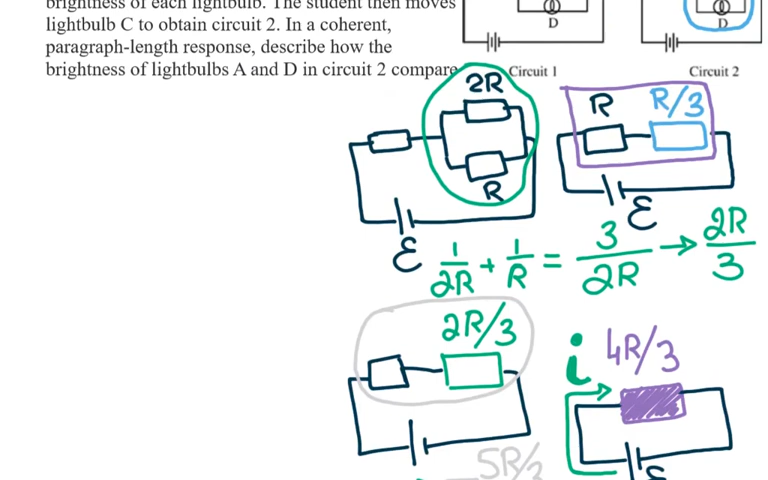 brightness of each lightbulb. The student then moves
lightbulb C to obtain circuit 2. In a coherent,
paragraph-length response, describe how the
brightness of lightbulbs A and D in circuit 2 compare
D
Circuit 1
D
Circuit 2
2R
R
ℰ
R R/3
ℰ
1/2R + 1/R = 3/2R → 2R/3
2R/3
5R/3
i 4R/3
ℰ